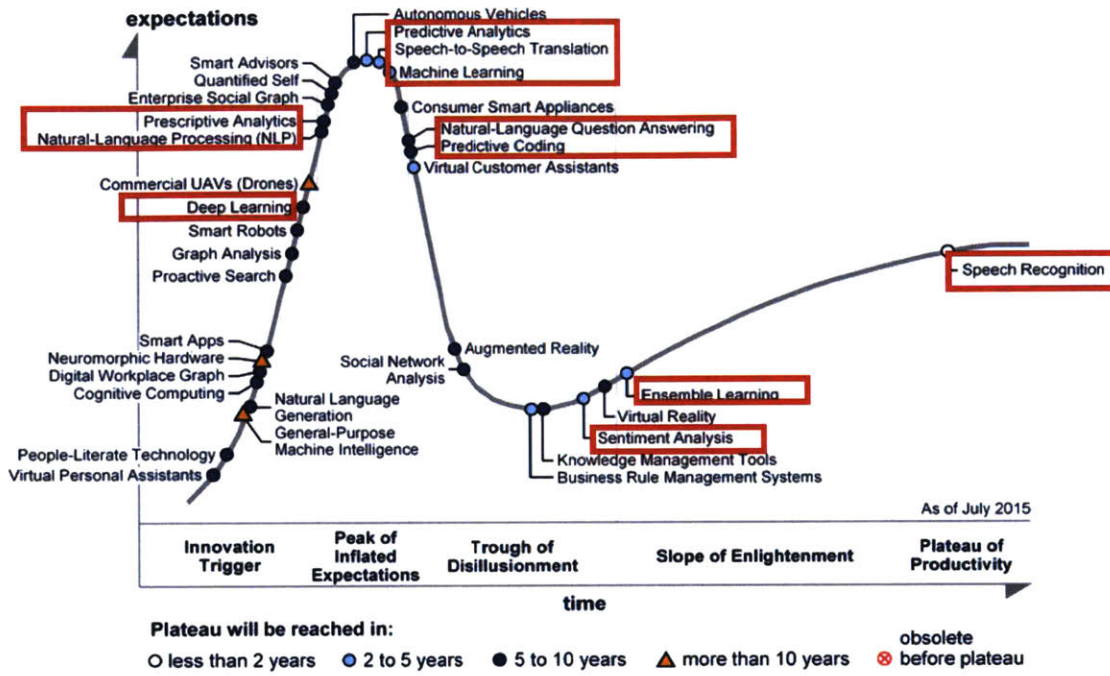 expectations
Autonomous Vehicles
Predictive Analytics
Speech-to-Speech Translation
Machine Learning
Smart Advisors
Quantified Self
Enterprise Social Graph
Prescriptive Analytics
Natural-Language Processing (NLP)
Consumer Smart Appliances
Natural-Language Question Answering
Predictive Coding
Virtual Customer Assistants
Commercial UAVs (Drones)
Deep Learning
Smart Robots
Graph Analysis
Proactive Search
Speech Recognition
Smart Apps
Neuromorphic Hardware
Digital Workplace Graph
Cognitive Computing
Augmented Reality
Social Network
Analysis
Natural Language
Generation
General-Purpose
Machine Intelligence
People-Literate Technology
Virtual Personal Assistants
Ensemble Learning
Virtual Reality
Sentiment Analysis
Knowledge Management Tools
Business Rule Management Systems
As of July 2015
Innovation
Trigger
Peak of
Inflated
Expectations
Trough of
Disillusionment
Slope of Enlightenment
Plateau of
Productivity
time
Plateau will be reached in:
less than 2 years
2 to 5 years
5 to 10 years
more than 10 years
obsolete
before plateau